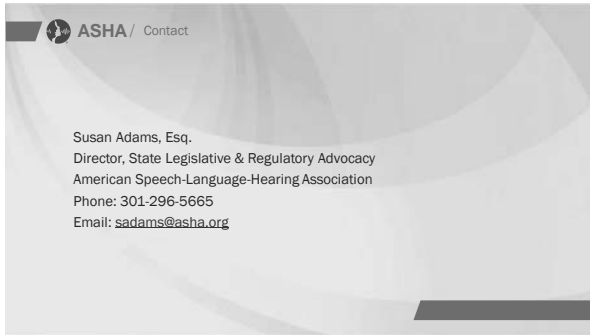 ASHA/ Contact
Susan Adams, Esq.
Director, State Legislative & Regulatory Advocacy
American Speech-Language-Hearing Association
Phone: 301-296-5665
Email: sadams@asha.org